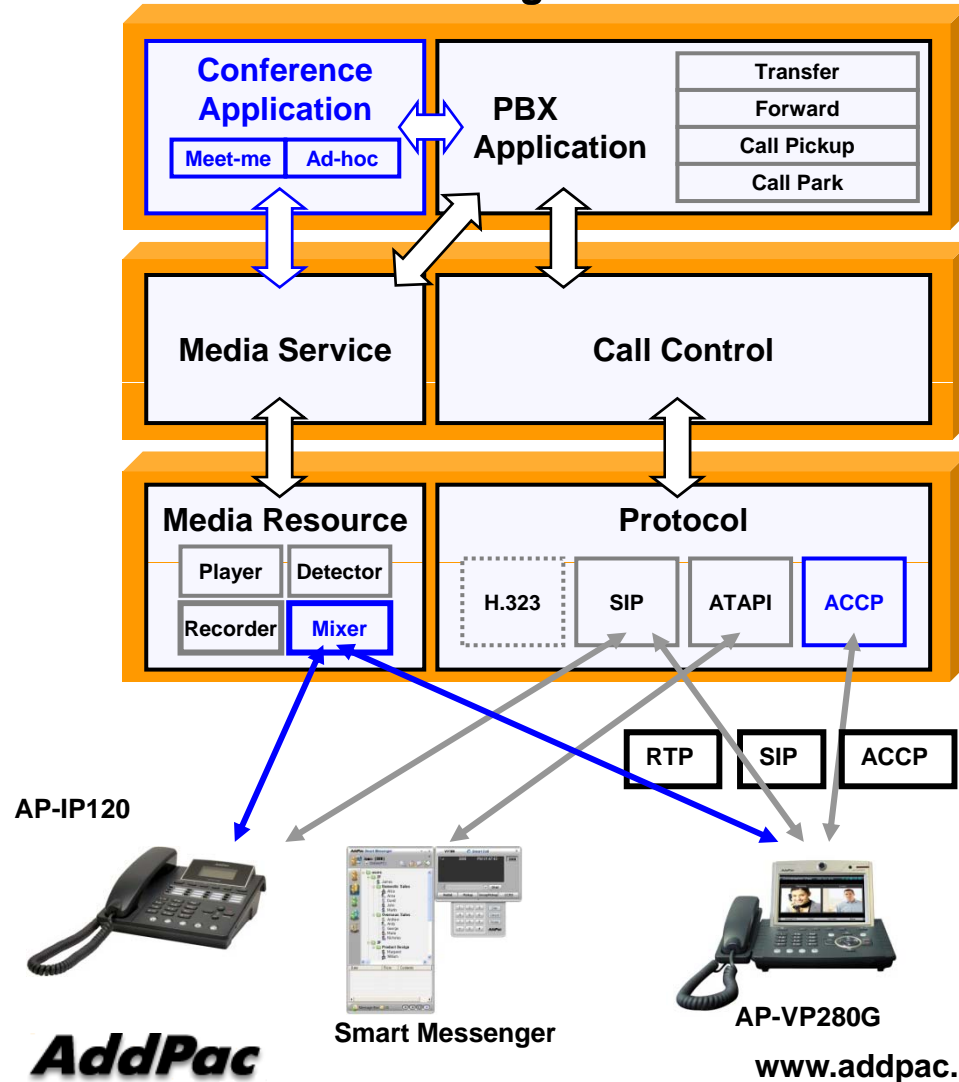 Conference
Application
Meet-me
Ad-hoc
PBX
Application
Transfer
Forward
Call Pickup
Call Park
Media Service
Call Control
Media Resource
Player
Detector
Recorder
Mixer
Protocol
H.323
SIP
ATAPI
ACCP
RTP
SIP
ACCP
AP-IP120
Smart Messenger
AP-VP280G
AddPac
www.addpac.